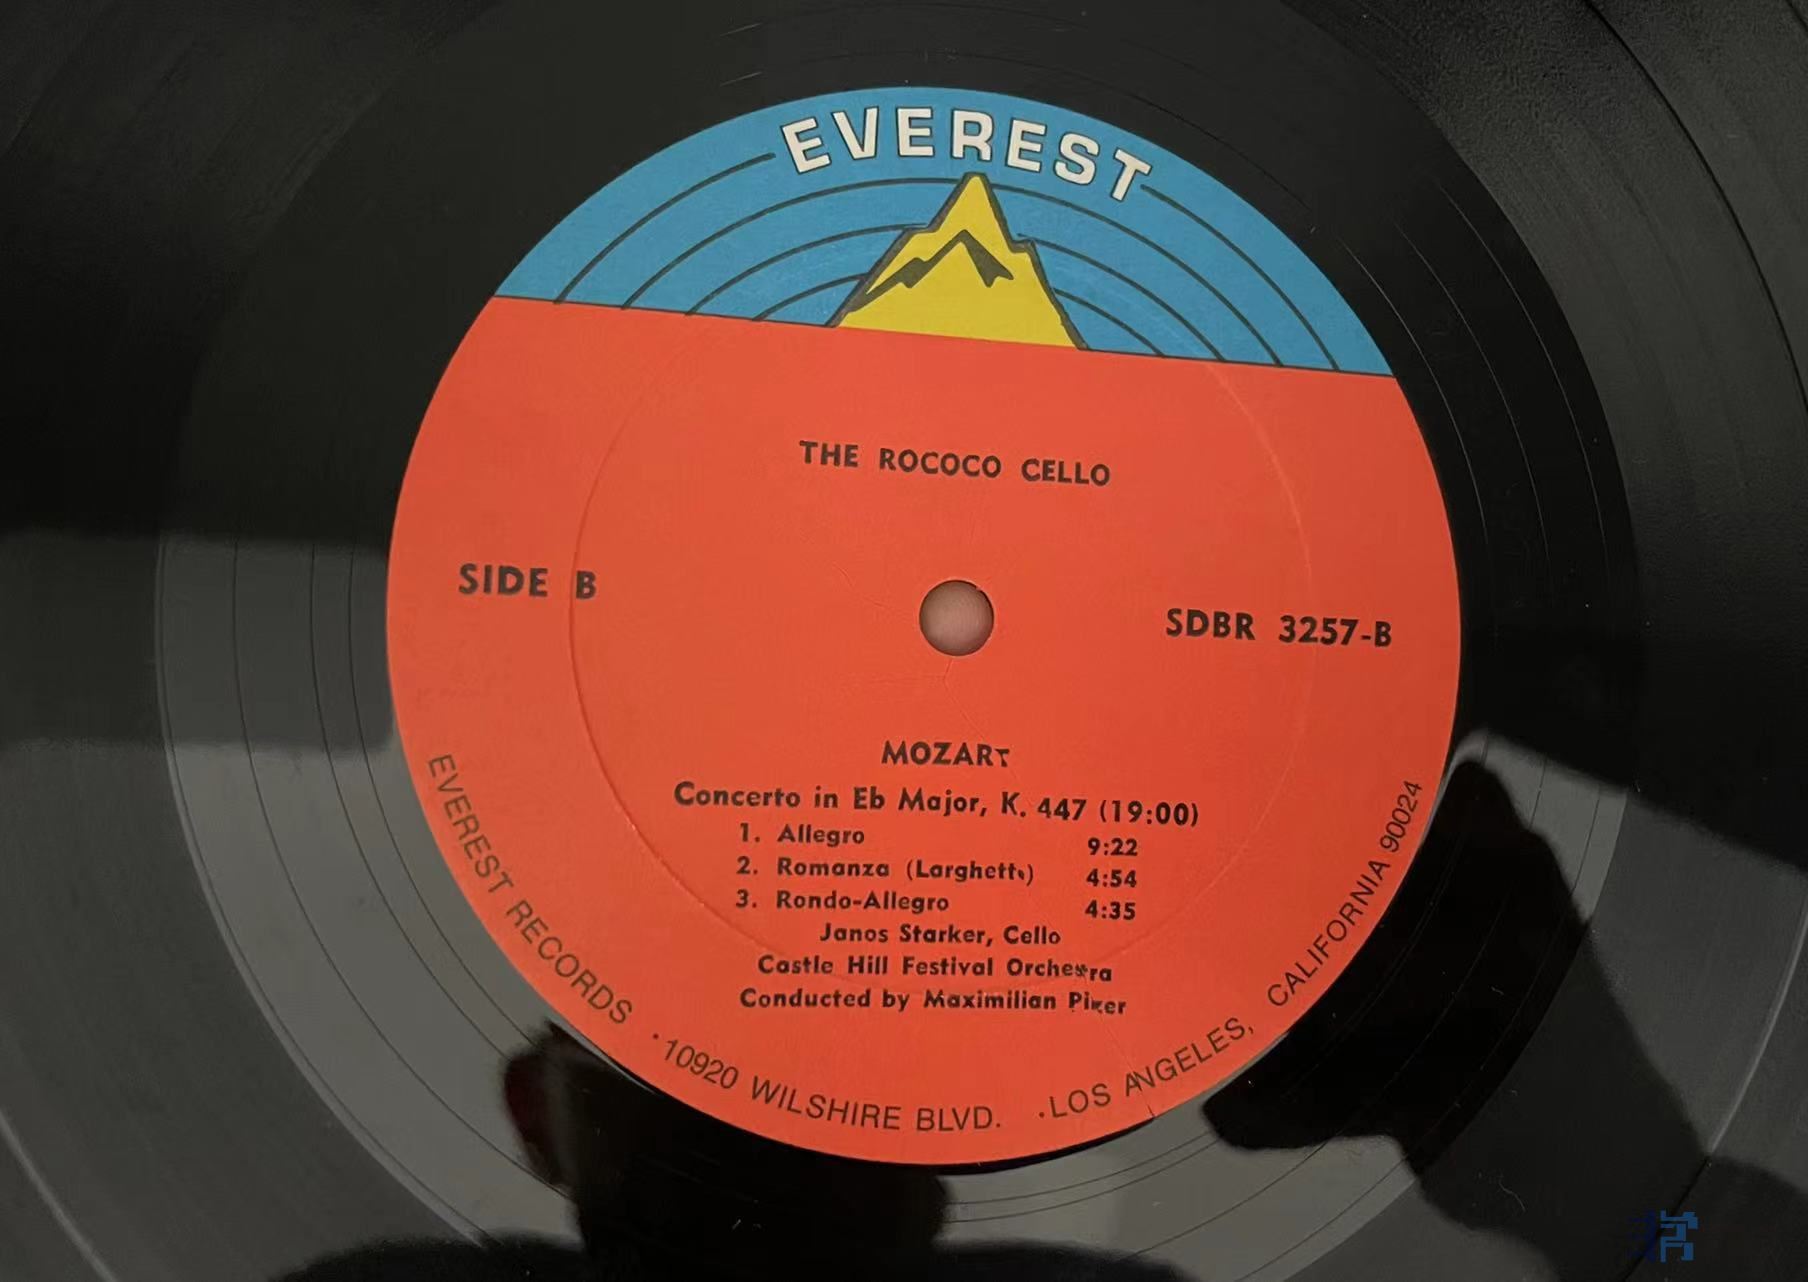 EVEREST
THE ROCOCO CELLO
SIDE B
SDBR 3257-B
MOZART
Concerto in Eb Major, K. 447 (19:00)
1. Allegro 9:22
2. Romanza (Larghetto) 4:54
3. Rondo-Allegro 4:35
Janos Starker, Cello
Castle Hill Festival Orchestra
Conducted by Maximilian Pilzer
EVEREST RECORDS · 10920 WILSHIRE BLVD. · LOS ANGELES, CALIFORNIA 90024